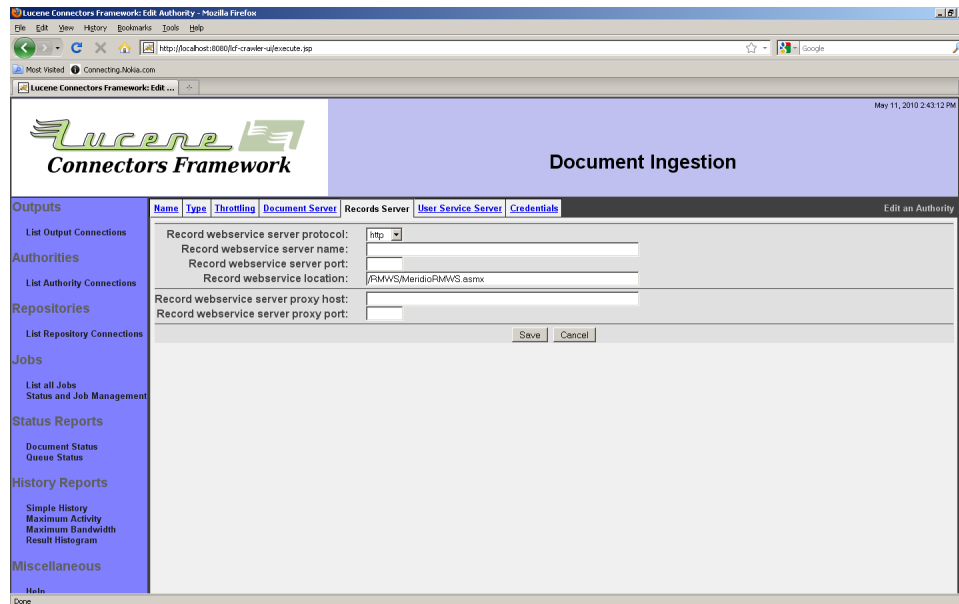 Lucene Connectors Framework: Edit Authority - Mozilla Firefox
File Edit View History Bookmarks Tools Help
http://localhost:8080/lcf-crawler-ui/execute.jsp
Google
Most Visited Connecting.Nokia.com
Lucene Connectors Framework: Edit ...
May 11, 2010 2:43:12 PM
Lucene
Connectors Framework
Document Ingestion
Outputs
Name Type Throttling Document Server Records Server User Service Server Credentials
Edit an Authority
List Output Connections
Authorities
List Authority Connections
Repositories
List Repository Connections
Jobs
List all Jobs
Status and Job Management
Status Reports
Document Status
Queue Status
History Reports
Simple History
Maximum Activity
Maximum Bandwidth
Result Histogram
Miscellaneous
Help
Record webservice server protocol: http
Record webservice server name:
Record webservice server port:
Record webservice location: /RMWS/MeridioRMWS.asmx
Record webservice server proxy host:
Record webservice server proxy port:
Save Cancel
Done